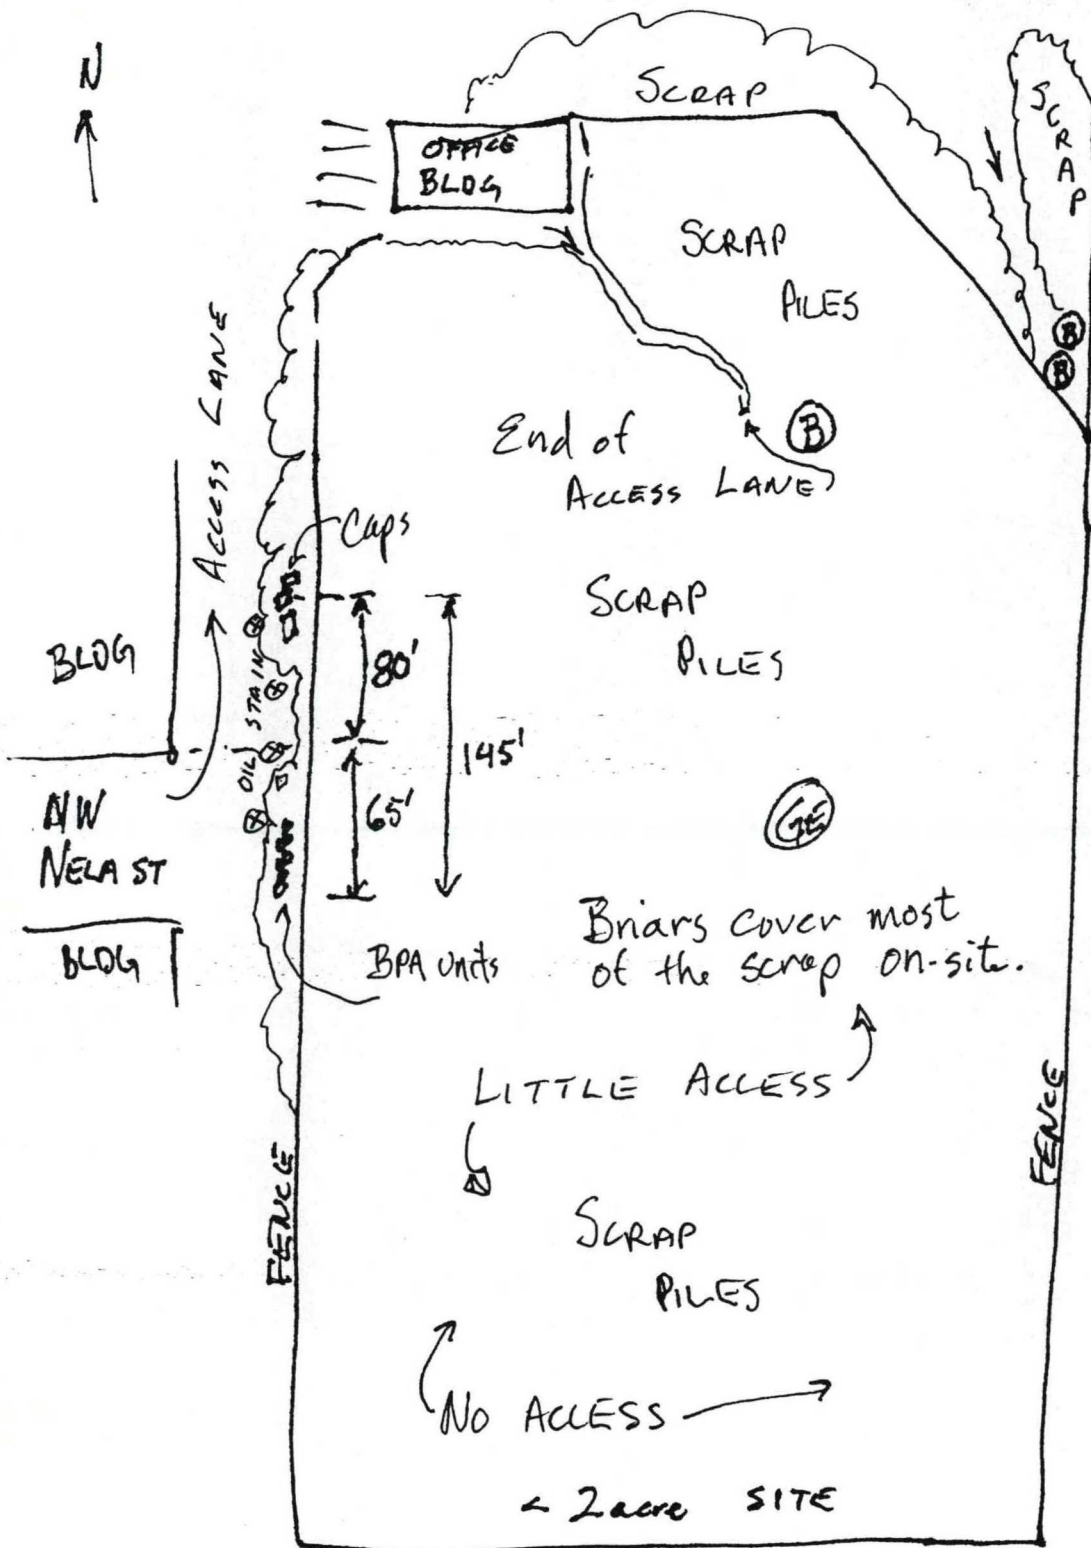 N
SCRAP
SCRAP
OFFICE
BLDG
SCRAP
PILES
B
B
ACCESS LANE
End of
ACCESS LANE
B
Caps
SCRAP
PILES
BLDG
80'
OIL STAIN
145'
65'
NW
NELA ST
GE
BLDG
BPA units
Briars cover most
of the scrap on-site.
LITTLE ACCESS
FENCE
FENCE
SCRAP
PILES
NO ACCESS
< 2 acre SITE